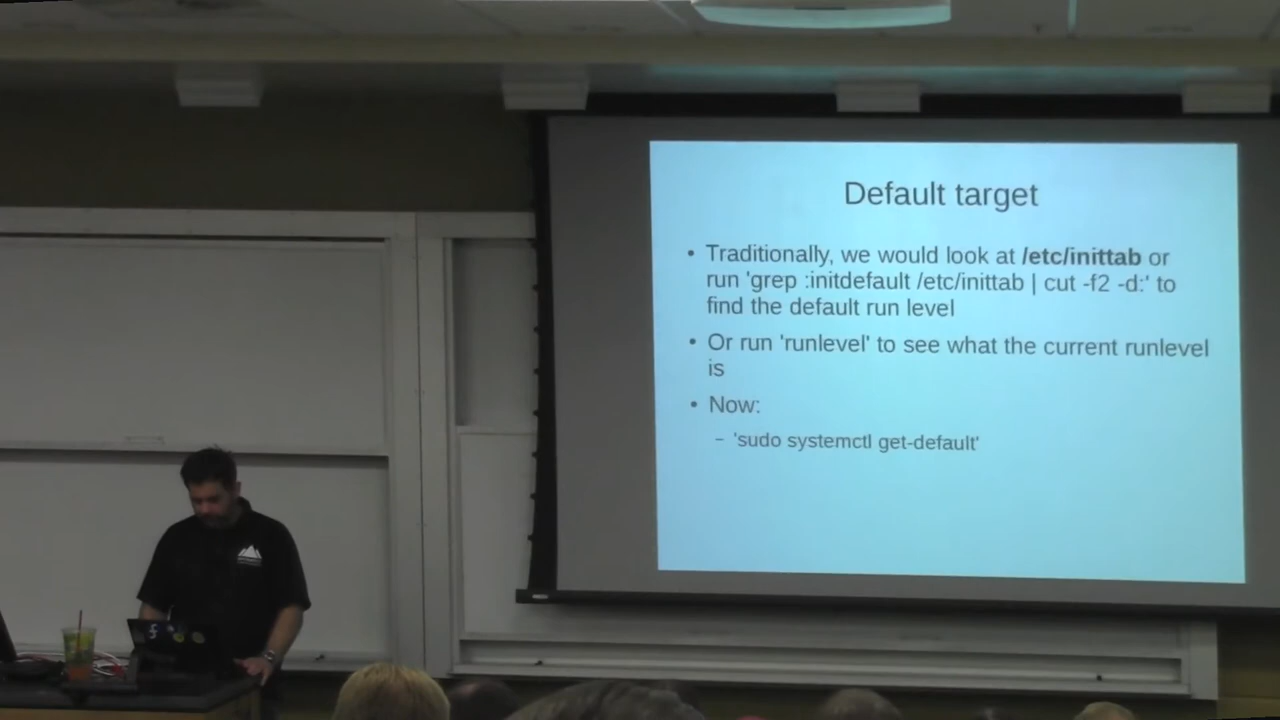 Default target
• Traditionally, we would look at /etc/inittab or
run 'grep :initdefault /etc/inittab | cut -f2 -d:' to
find the default run level
• Or run 'runlevel' to see what the current runlevel
is
• Now:
– 'sudo systemctl get-default'